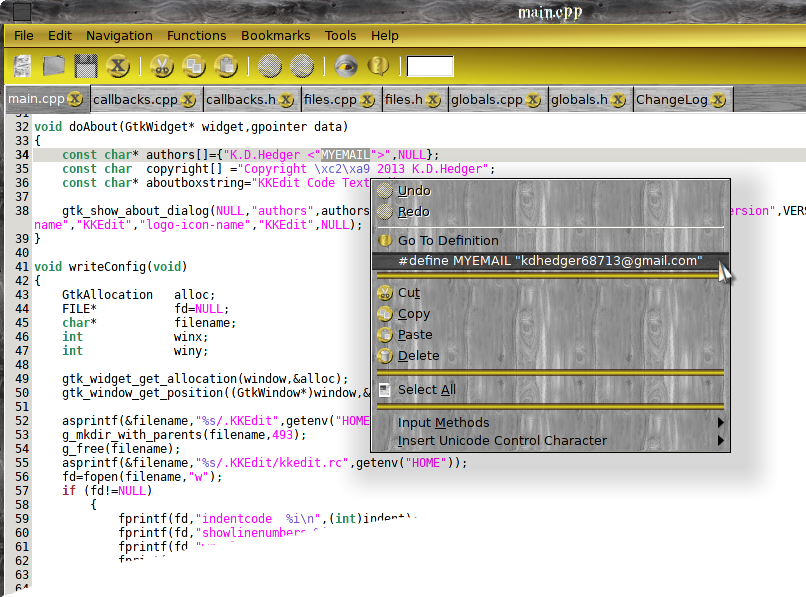 main.cpp
File Edit Navigation Functions Bookmarks Tools Help
main.cpp callbacks.cpp callbacks.h files.cpp files.h globals.cpp globals.h ChangeLog
31
32 void doAbout(GtkWidget* widget,gpointer data)
33 {
34 const char* authors[]={"K.D.Hedger <"MYEMAIL">",NULL};
35 const char copyright[] ="Copyright \xc2\xa9 2013 K.D.Hedger";
36 const char* aboutboxstring="KKEdit Code Text
37
38 gtk_show_about_dialog(NULL,"authors",authors ersion",VERS
name","KKEdit","logo-icon-name","KKEdit",NULL);
39 }
40
41 void writeConfig(void)
42 {
43 GtkAllocation alloc;
44 FILE* fd=NULL;
45 char* filename;
46 int winx;
47 int winy;
48
49 gtk_widget_get_allocation(window,&alloc);
50 gtk_window_get_position((GtkWindow*)window,&
51
52 asprintf(&filename,"%s/.KKEdit",getenv("HOME
53 g_mkdir_with_parents(filename,493);
54 g_free(filename);
55 asprintf(&filename,"%s/.KKEdit/kkedit.rc",getenv("HOME"));
56 fd=fopen(filename,"w");
57 if (fd!=NULL)
58 {
59 fprintf(fd,"indentcode %i\n",(int)indent);
60 fprintf(fd,"showlinenumbers
61 fprintf(fd
62
63
64
Undo
Redo
Go To Definition
#define MYEMAIL "kdhedger68713@gmail.com"
Cut
Copy
Paste
Delete
Select All
Input Methods
Insert Unicode Control Character